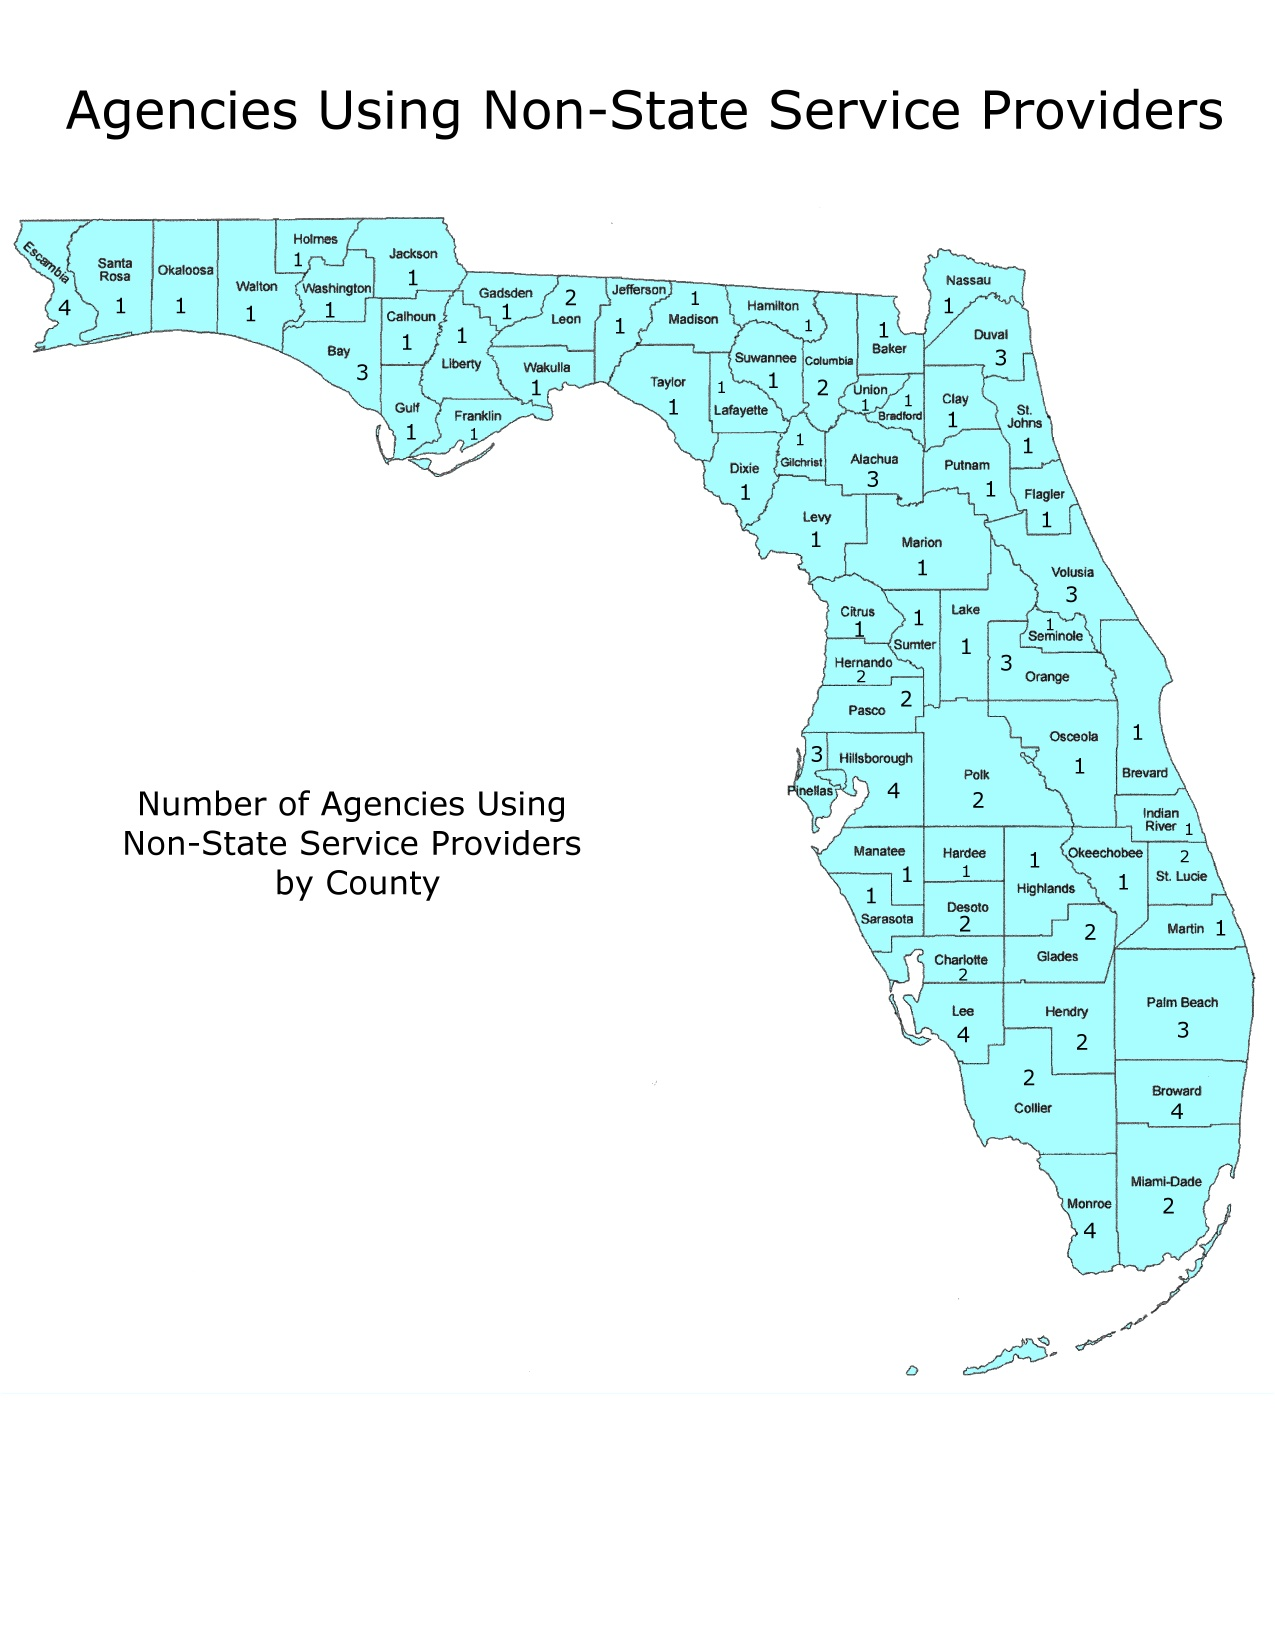 Agencies Using Non-State Service Providers
Escambia
4
Santa
Rosa
1
Okaloosa
1
Walton
1
Holmes
1
Washington
1
Jackson
1
Bay
3
Calhoun
1
Gulf
1
Liberty
1
Gadsden
1
Franklin
1
2
Leon
Wakulla
1
Jefferson
1
1
Madison
Taylor
1
Hamilton
1
Suwannee
1
1
Lafayette
Columbia
2
1
Baker
Nassau
1
Duval
3
Union
1
1
Bradford
Clay
1
St.
Johns
1
Dixie
1
1
Gilchrist
Alachua
3
Putnam
1
Flagler
1
Levy
1
Marion
1
Volusia
3
Citrus
1
1
Sumter
Lake
1
1
Seminole
Hernando
2
3
Orange
Pasco
2
3
Pinellas
Hillsborough
4
Polk
2
Osceola
1
1
Brevard
Number of Agencies Using
Non-State Service Providers
by County
Indian
River 1
Manatee
1
Hardee
1
1
Highlands
Okeechobee
1
2
St. Lucie
1
Sarasota
Desoto
2
Martin 1
2
Glades
Charlotte
2
Lee
4
Hendry
2
Palm Beach
3
2
Collier
Broward
4
Monroe
4
Miami-Dade
2